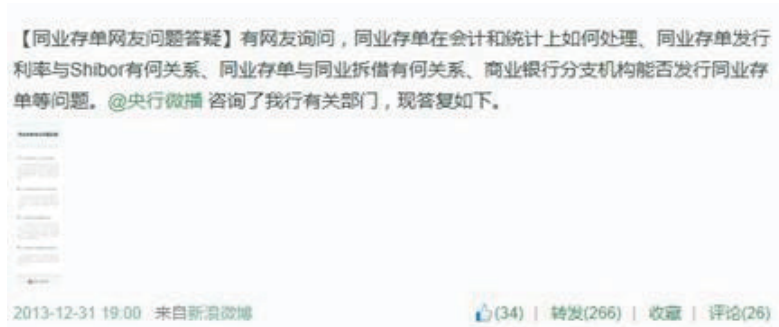 【同业存单网友问题答疑】有网友询问，同业存单在会计和统计上如何处理、同业存单发行
利率与Shibor有何关系、同业存单与同业拆借有何关系、商业银行分支机构能否发行同业存
单等问题。@央行微播 咨询了我行有关部门，现答复如下。
2013-12-31 19:00 来自新浪微博 (34) | 转发(266) | 收藏 | 评论(26)